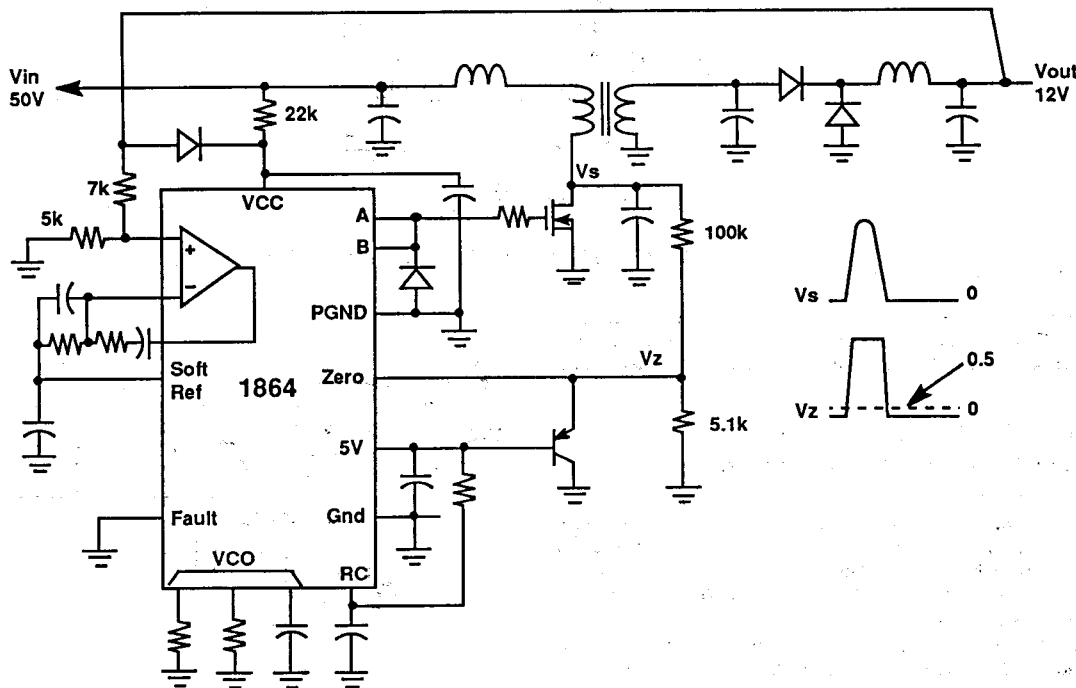 Vin
50V
22k
Vout
12V
7k
VCC
Vs
5k
A
B
100k
+
−
PGND
Vs
0
Soft
Ref
1864
Zero
Vz
0.5
Vz
0
5V
5.1k
Fault
Gnd
VCO
RC